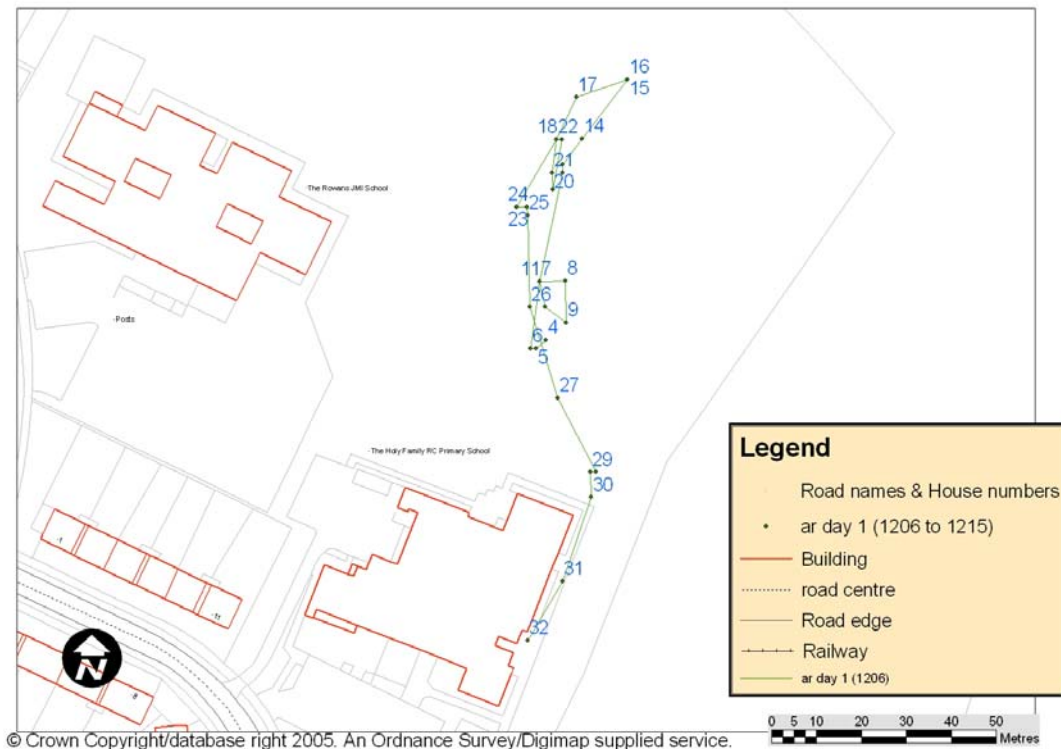 16
17
15
18
22
14
21
20
24
25
23
The Rowans JMI School
117
8
26
Posts
9
4
6
5
27
The Holy Family RC Primary School
29
30
31
32
Legend
Road names & House numbers
ar day 1 (1206 to 1215)
Building
road centre
Road edge
Railway
ar day 1 (1206)
N
0 5 10 20 30 40 50
Metres
© Crown Copyright/database right 2005. An Ordnance Survey/Digimap supplied service.